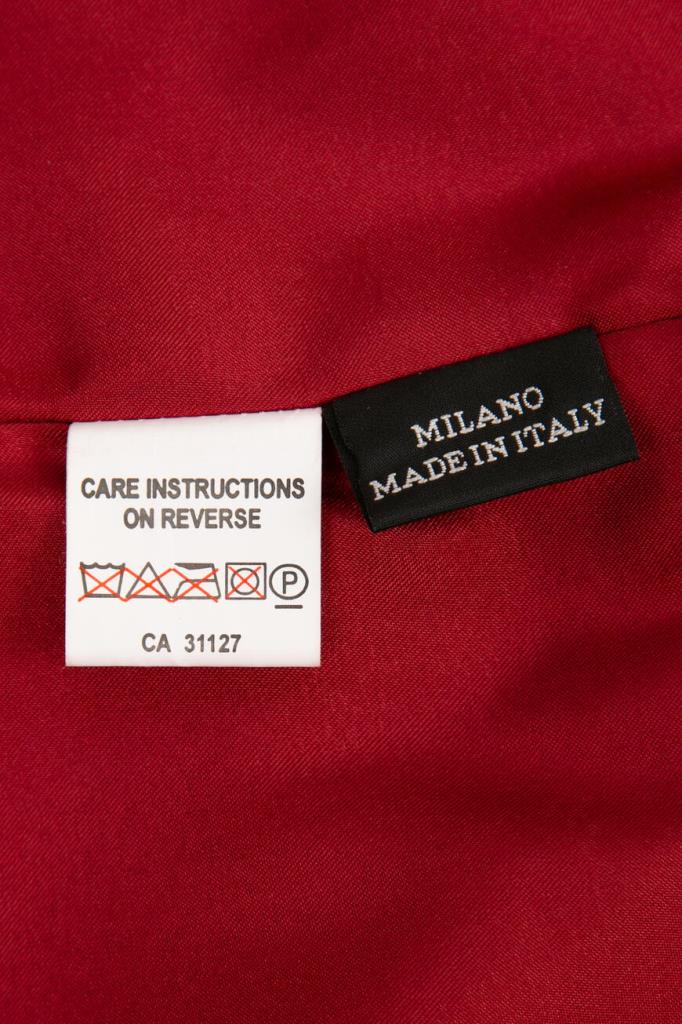 MILANO
MADE IN ITALY
CARE INSTRUCTIONS
ON REVERSE
P
CA 31127